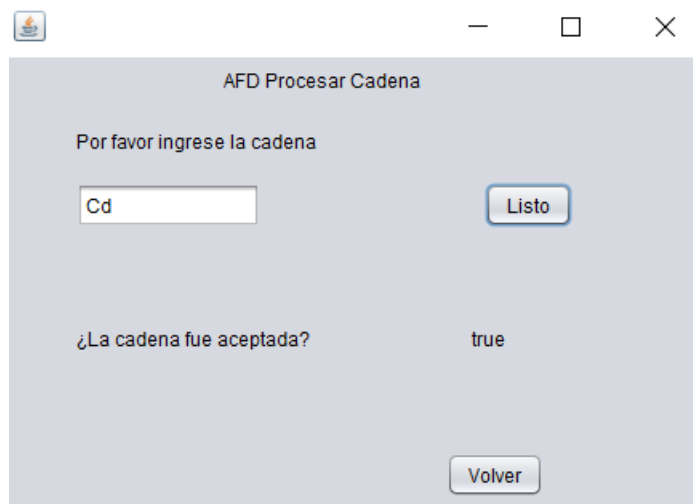 AFD Procesar Cadena
Por favor ingrese la cadena
Cd
Listo
¿La cadena fue aceptada?
true
Volver